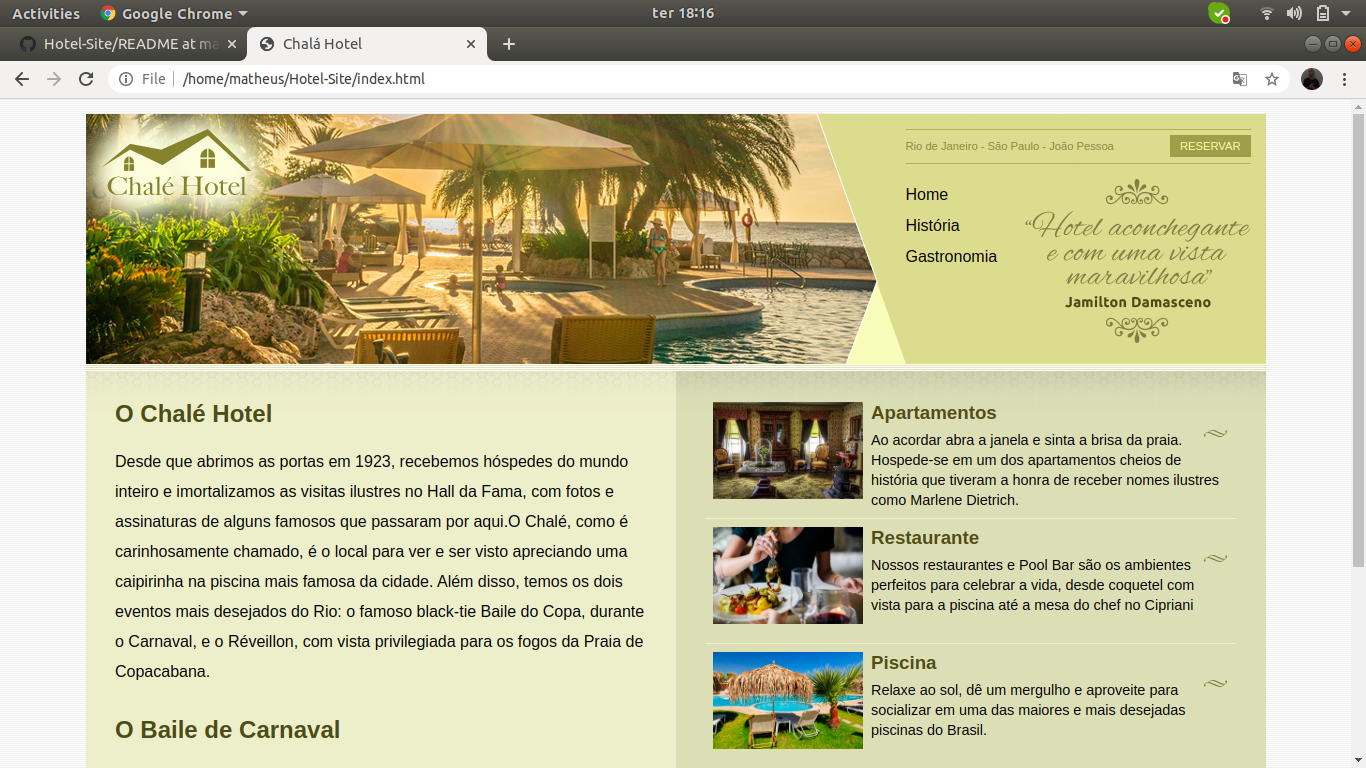 Activities
Google Chrome
ter 18:16
Hotel-Site/README at ma
Chalá Hotel
File
/home/matheus/Hotel-Site/index.html
Chalé Hotel
Rio de Janeiro - São Paulo - João Pessoa
RESERVAR
Home
História
Gastronomia
“Hotel aconchegante
e com uma vista
maravilhosa”
Jamilton Damasceno
O Chalé Hotel
Desde que abrimos as portas em 1923, recebemos hóspedes do mundo
inteiro e imortalizamos as visitas ilustres no Hall da Fama, com fotos e
assinaturas de alguns famosos que passaram por aqui.O Chalé, como é
carinhosamente chamado, é o local para ver e ser visto apreciando uma
caipirinha na piscina mais famosa da cidade. Além disso, temos os dois
eventos mais desejados do Rio: o famoso black-tie Baile do Copa, durante
o Carnaval, e o Réveillon, com vista privilegiada para os fogos da Praia de
Copacabana.
O Baile de Carnaval
Apartamentos
Ao acordar abra a janela e sinta a brisa da praia.
Hospede-se em um dos apartamentos cheios de
história que tiveram a honra de receber nomes ilustres
como Marlene Dietrich.
Restaurante
Nossos restaurantes e Pool Bar são os ambientes
perfeitos para celebrar a vida, desde coquetel com
vista para a piscina até a mesa do chef no Cipriani
Piscina
Relaxe ao sol, dê um mergulho e aproveite para
socializar em uma das maiores e mais desejadas
piscinas do Brasil.